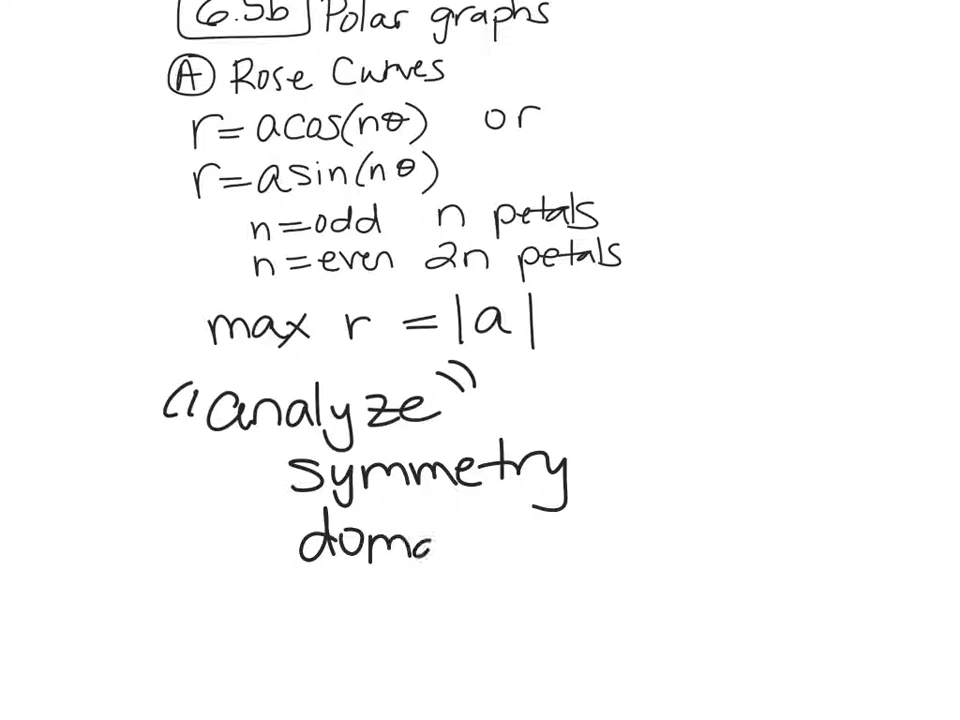 6.5b Polar graphs
A Rose Curves
r=acos(nθ) or
r=asin(nθ)
n=odd n petals
n=even 2n petals
max r = |a|
"analyze"
symmetry
doma